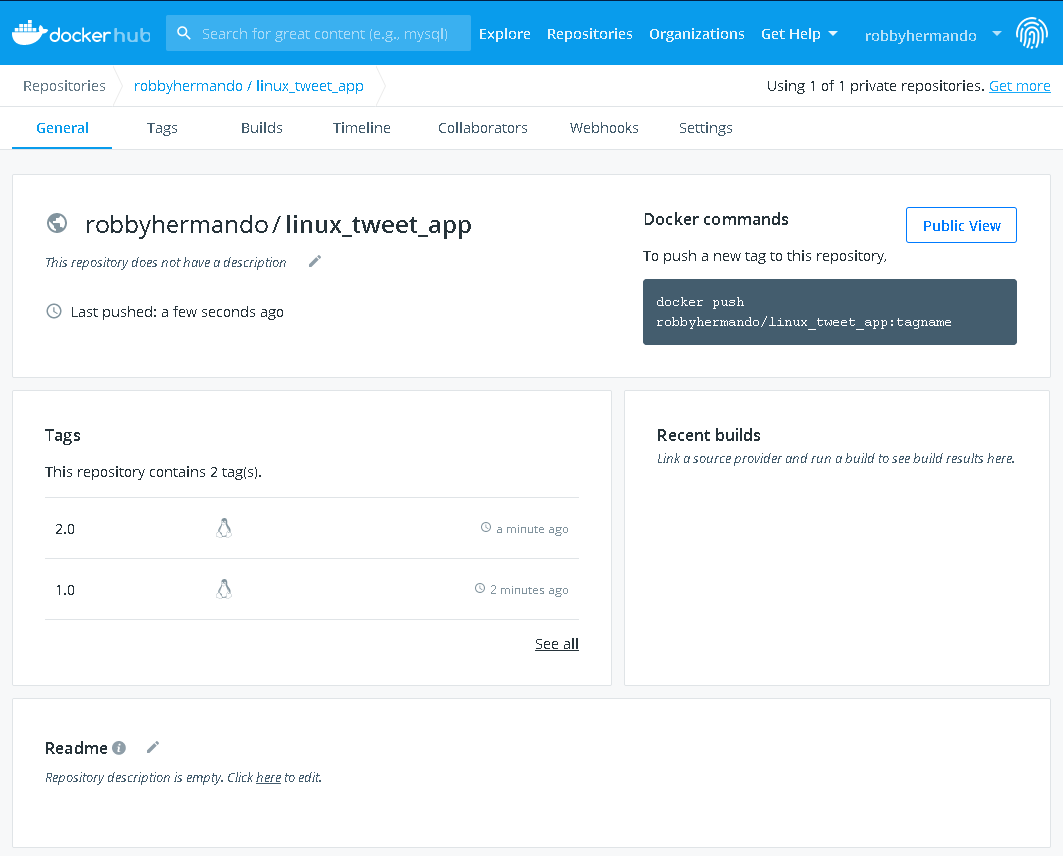 dockerhub Search for great content (e.g., mysql) Explore Repositories Organizations Get Help robbyhermando
Repositories robbyhermando / linux_tweet_app Using 1 of 1 private repositories. Get more
General Tags Builds Timeline Collaborators Webhooks Settings
robbyhermando / linux_tweet_app
This repository does not have a description
Last pushed: a few seconds ago
Docker commands
Public View
To push a new tag to this repository,
docker push
robbyhermando/linux_tweet_app:tagname
Tags
This repository contains 2 tag(s).
2.0 a minute ago
1.0 2 minutes ago
See all
Recent builds
Link a source provider and run a build to see build results here.
Readme
Repository description is empty. Click here to edit.